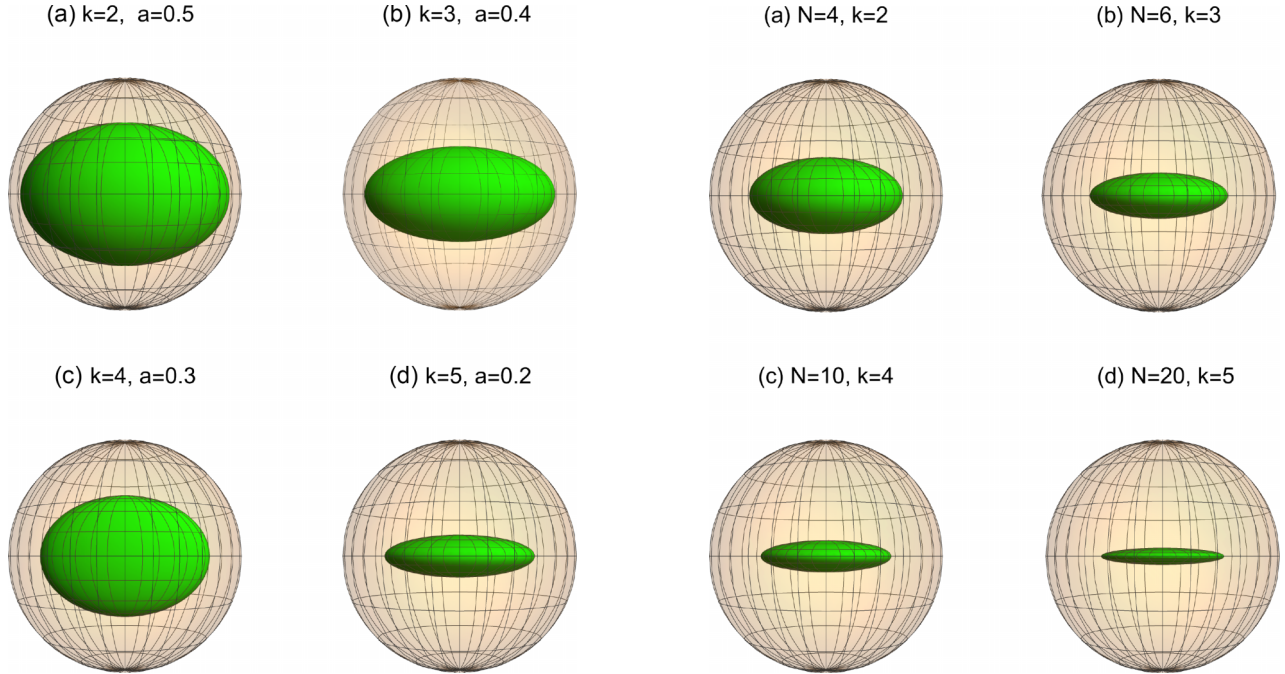 (a) k=2, a=0.5
(b) k=3, a=0.4
(a) N=4, k=2
(b) N=6, k=3
(c) k=4, a=0.3
(d) k=5, a=0.2
(c) N=10, k=4
(d) N=20, k=5